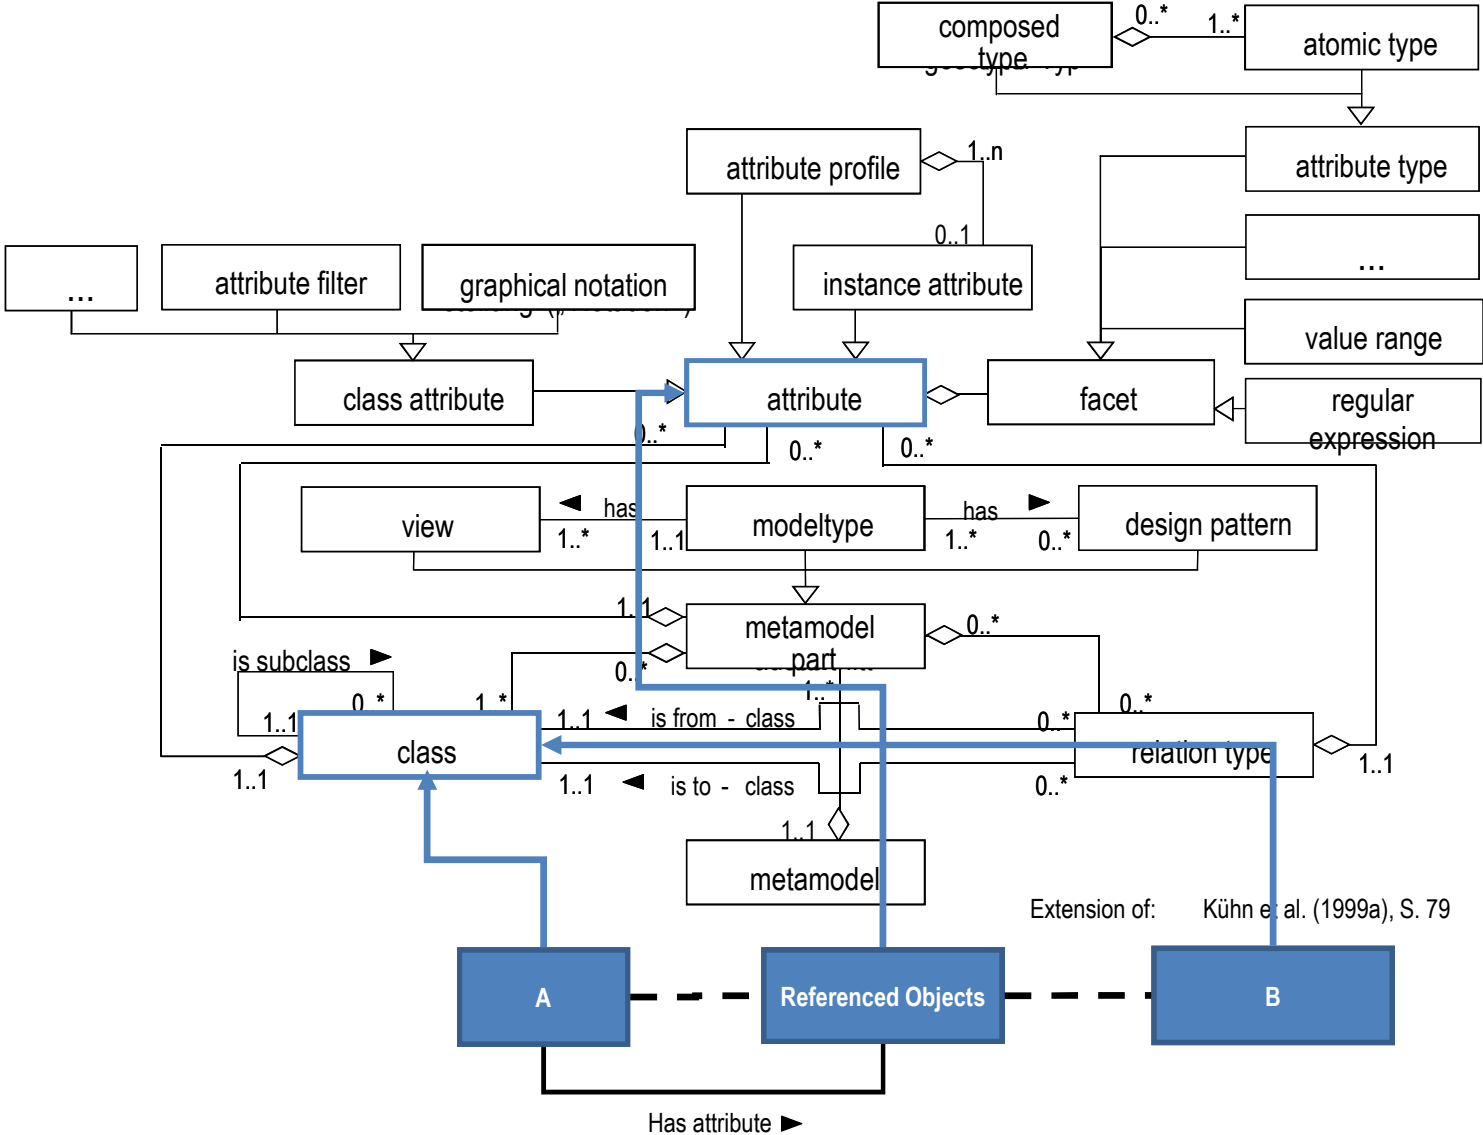 composed
type
0..*
1..*
atomic type
attribute profile
1..n
attribute type
0..1
...
attribute filter
graphical notation
instance attribute
...
value range
class attribute
attribute
facet
regular
expression
0..*
0..*
0..*
view
has
1..*
1..1
modeltype
has
1..*
0..*
design pattern
1..1
metamodel
part
0..*
is subclass
0..*
0..*
1..*
1..*
0..*
1..1
class
1..1
is from - class
0..*
relation type
1..1
1..1
1..1
is to - class
0..*
1..1
metamodel
Extension of: Kühn et al. (1999a), S. 79
A
Referenced Objects
B
Has attribute